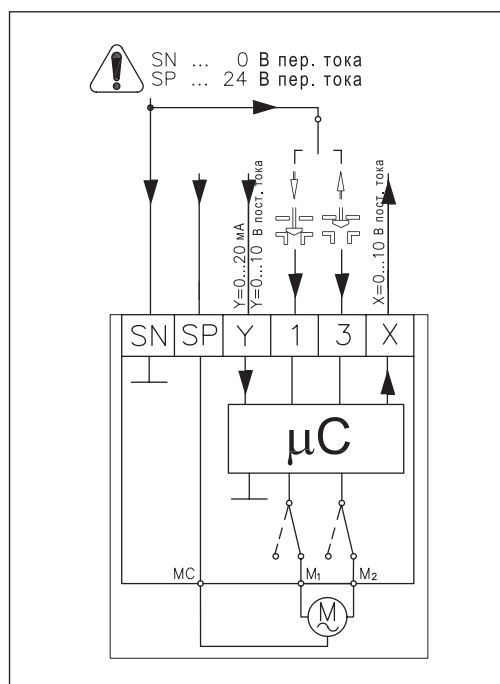 SN ... 0 В пер. тока
SP ... 24 В пер. тока
Y=0...20 мА
Y=0...10 В пост. тока
X=0...10 В пост. тока
SN SP Y 1 3 X
µC
MC M₁ M₂
M